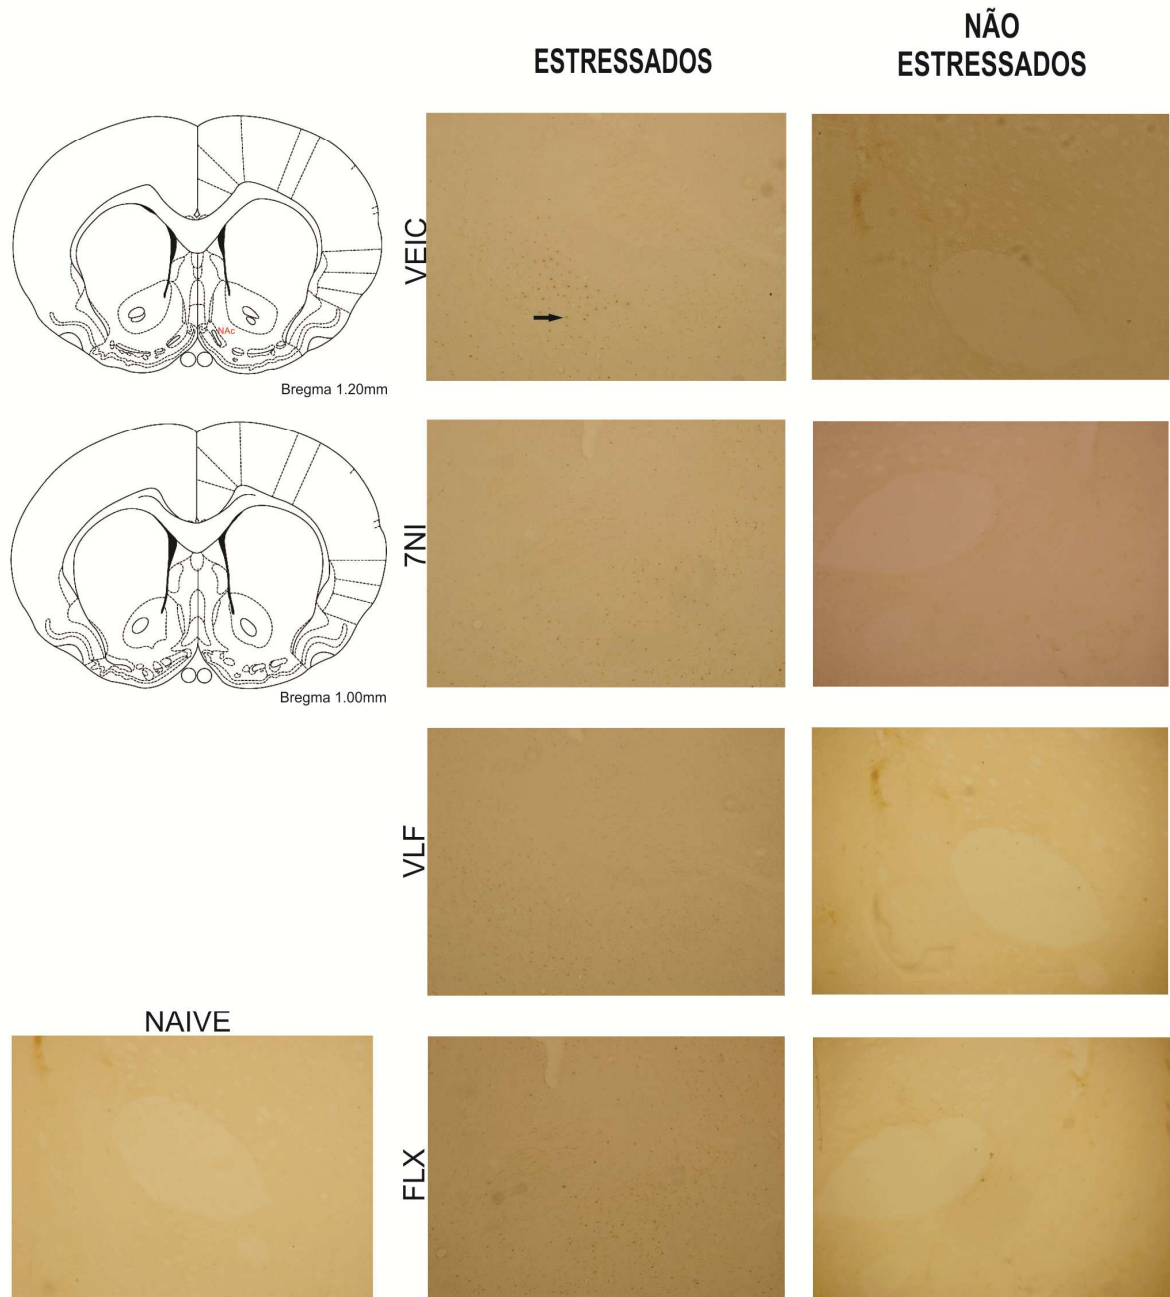 ESTRESSADOS
NÃO
ESTRESSADOS
VEIC
NAc
Bregma 1.20mm
7NI
Bregma 1.00mm
VLF
NAIVE
FLX